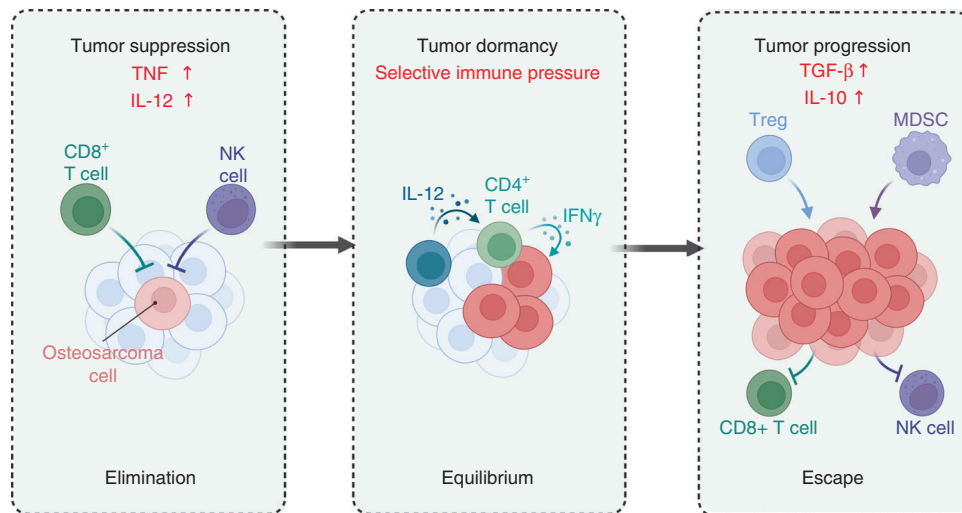 Tumor suppression
TNF ↑
IL-12 ↑
CD8⁺
T cell
NK
cell
Osteosarcoma
cell
Elimination
Tumor dormancy
Selective immune pressure
IL-12
CD4⁺
T cell
IFNγ
Equilibrium
Tumor progression
TGF-β ↑
IL-10 ↑
Treg
MDSC
CD8+ T cell
NK cell
Escape